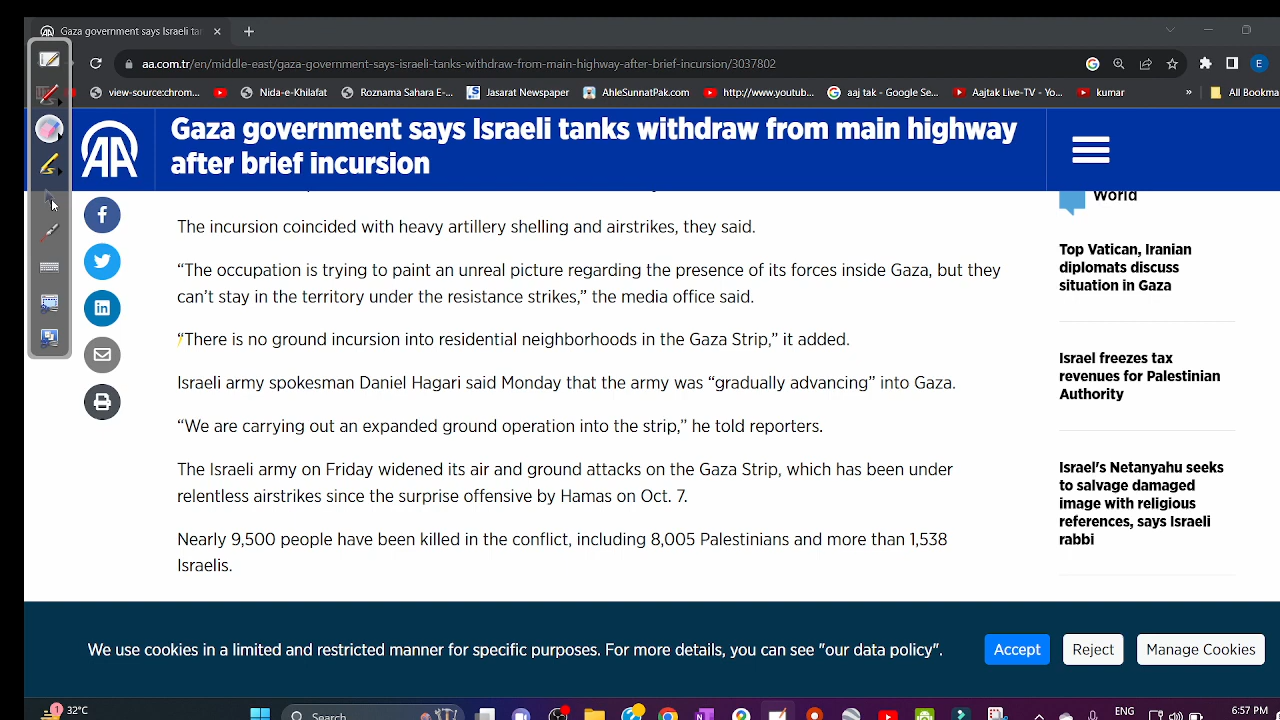 Gaza government says Israeli tan
aa.com.tr/en/middle-east/gaza-government-says-israeli-tanks-withdraw-from-main-highway-after-brief-incursion/3037802
E
view-source:chrom...
Nida-e-Khilafat
Roznama Sahara E-...
Jasarat Newspaper
AhleSunnatPak.com
http://www.youtub...
aaj tak - Google Se...
Aajtak Live-TV - Yo...
kumar
»
All Bookma
AA
Gaza government says Israeli tanks withdraw from main highway
after brief incursion
The incursion coincided with heavy artillery shelling and airstrikes, they said.
“The occupation is trying to paint an unreal picture regarding the presence of its forces inside Gaza, but they
can’t stay in the territory under the resistance strikes,” the media office said.
“There is no ground incursion into residential neighborhoods in the Gaza Strip,” it added.
Israeli army spokesman Daniel Hagari said Monday that the army was “gradually advancing” into Gaza.
“We are carrying out an expanded ground operation into the strip,” he told reporters.
The Israeli army on Friday widened its air and ground attacks on the Gaza Strip, which has been under
relentless airstrikes since the surprise offensive by Hamas on Oct. 7.
Nearly 9,500 people have been killed in the conflict, including 8,005 Palestinians and more than 1,538
Israelis.
World
Top Vatican, Iranian
diplomats discuss
situation in Gaza
Israel freezes tax
revenues for Palestinian
Authority
Israel's Netanyahu seeks
to salvage damaged
image with religious
references, says Israeli
rabbi
We use cookies in a limited and restricted manner for specific purposes. For more details, you can see "our data policy".
Accept
Reject
Manage Cookies
1
32°C
Search
ENG
6:57 PM